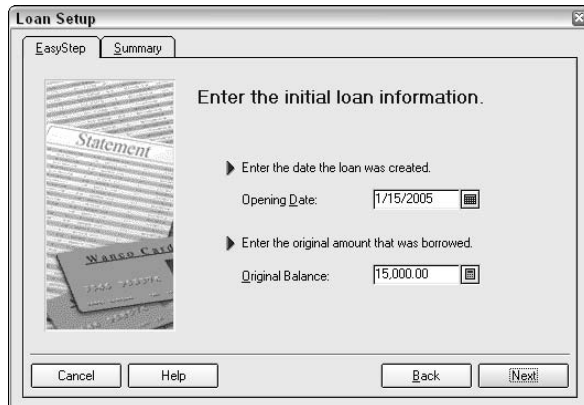 Loan Setup
EasyStep Summary
Enter the initial loan information.
Statement
Enter the date the loan was created.
Opening Date: 1/15/2005
Enter the original amount that was borrowed.
Wanco Card
Original Balance: 15,000.00
Cancel Help Back Next